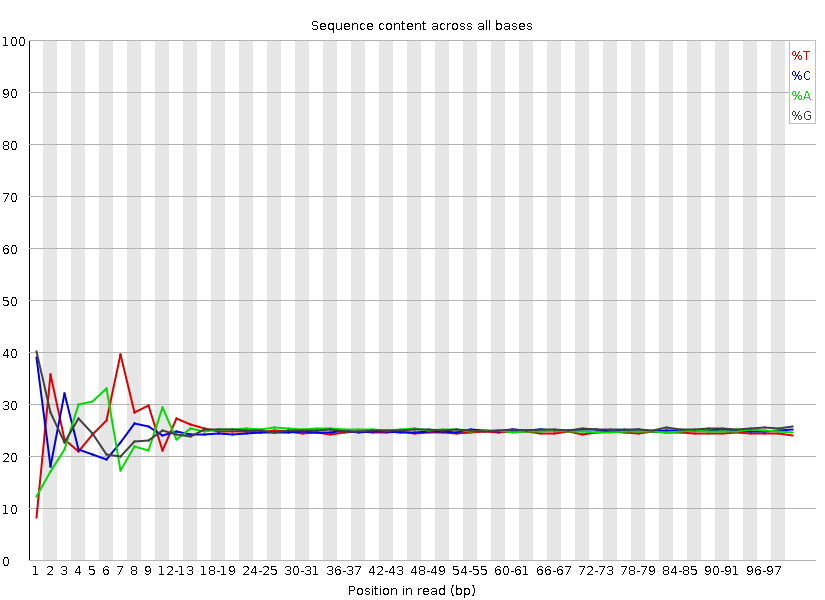 Sequence content across all bases
100
90
80
70
60
50
40
30
20
10
0
%T
%C
%A
%G
1 2 3 4 5 6 7 8 9 12-13 18-19 24-25 30-31 36-37 42-43 48-49 54-55 60-61 66-67 72-73 78-79 84-85 90-91 96-97
Position in read (bp)